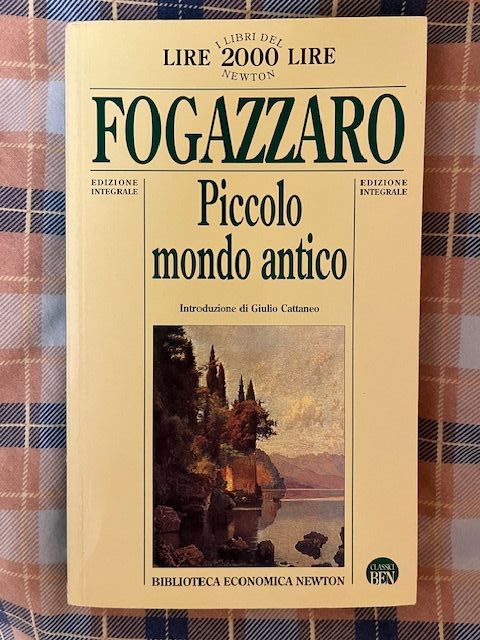 I LIBRI DEL
LIRE 2000 LIRE
NEWTON
FOGAZZARO
EDIZIONE
INTEGRALE
EDIZIONE
INTEGRALE
Piccolo
mondo antico
Introduzione di Giulio Cattaneo
BIBLIOTECA ECONOMICA NEWTON
CLASSICI
BEN